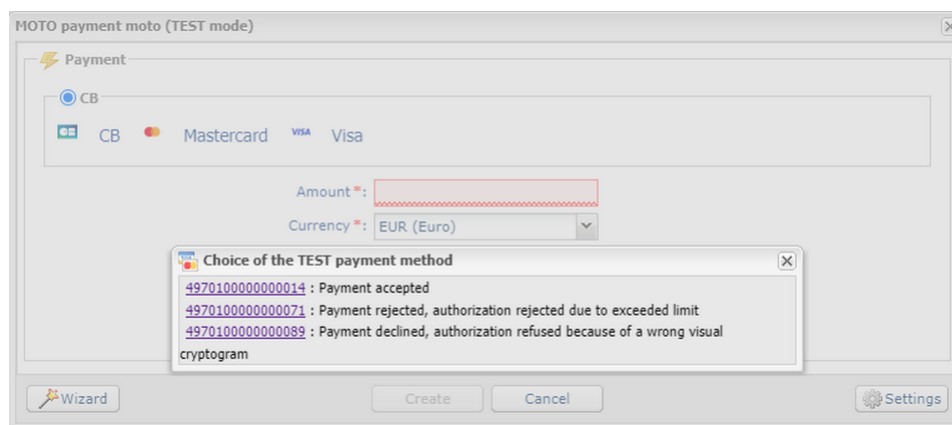 MOTO payment moto (TEST mode)
Payment
CB
CB Mastercard VISA Visa
Amount *:
Currency *: EUR (Euro)
Choice of the TEST payment method
4970100000000014 : Payment accepted
4970100000000071 : Payment rejected, authorization rejected due to exceeded limit
4970100000000089 : Payment declined, authorization refused because of a wrong visual
cryptogram
Wizard Create Cancel Settings